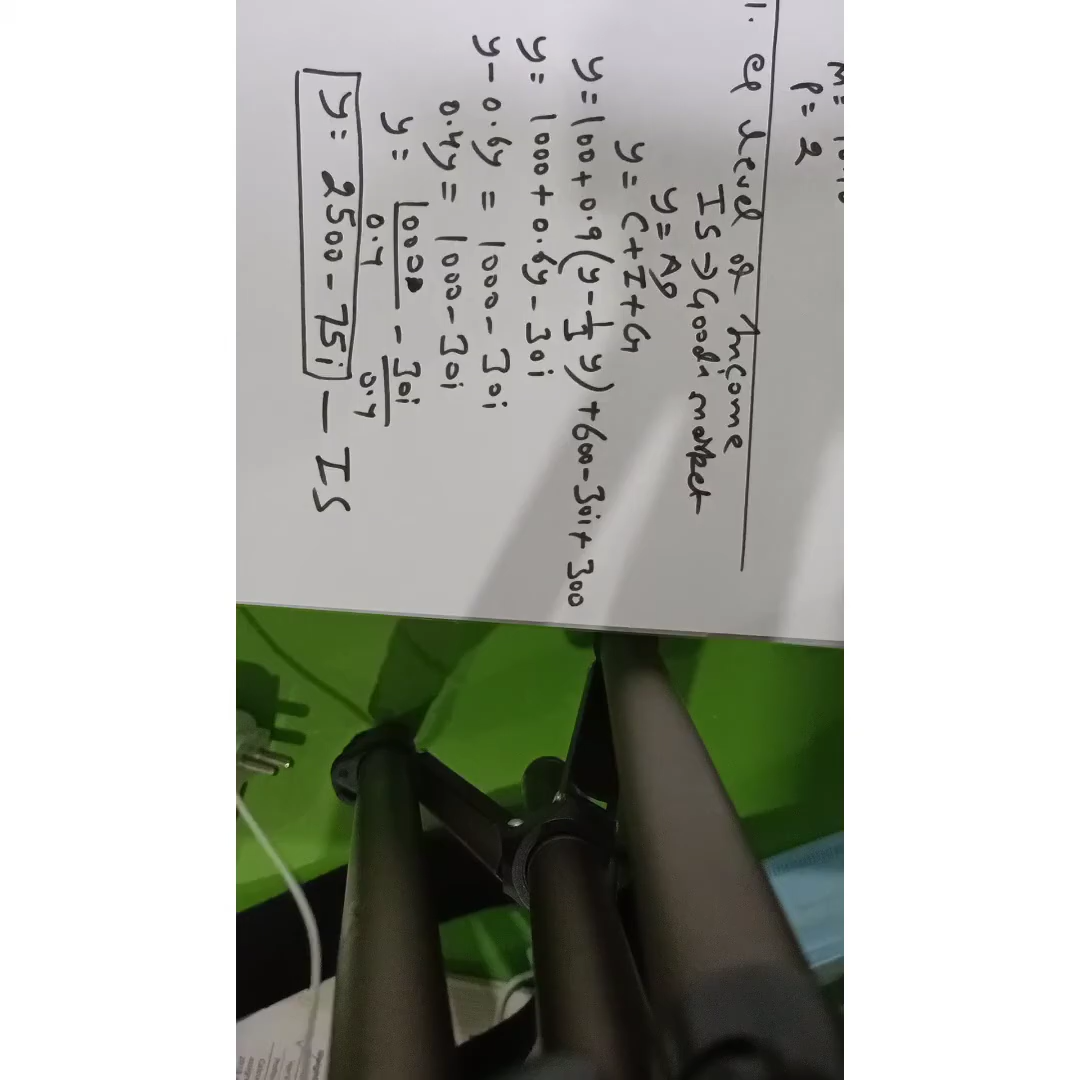 P = 2
1. eq level of Income
IS → Goods market
y = AD
y = C + I + G
y = 100 + 0.9 (y - 1/3 y) + 600 - 30i + 300
y = 1000 + 0.6y - 30i
y - 0.6y = 1000 - 30i
0.4y = 1000 - 30i
y = 1000/0.4 - 30i/0.4
y = 2500 - 75i — IS